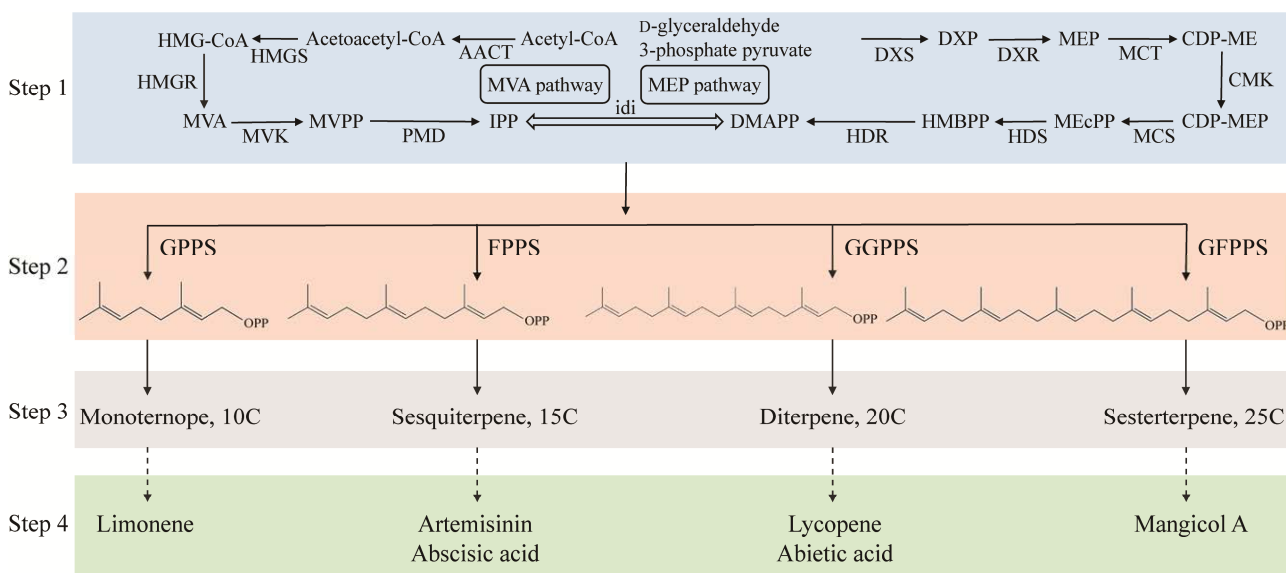 Step 1
HMG-CoA HMGS Acetoacetyl-CoA AACT Acetyl-CoA
D-glyceraldehyde
3-phosphate pyruvate
DXS DXP DXR MEP MCT CDP-ME
HMGR
MVA pathway
MEP pathway
CMK
MVA MVK MVPP PMD IPP idi DMAPP HDR HMBPP HDS MEcPP MCS CDP-MEP
Step 2
GPPS FPPS GGPPS GFPPS
OPP OPP OPP OPP
Step 3
Monoternope, 10C Sesquiterpene, 15C Diterpene, 20C Sesterterpene, 25C
Step 4
Limonene Artemisinin Lycopene Mangicol A
Abscisic acid Abietic acid